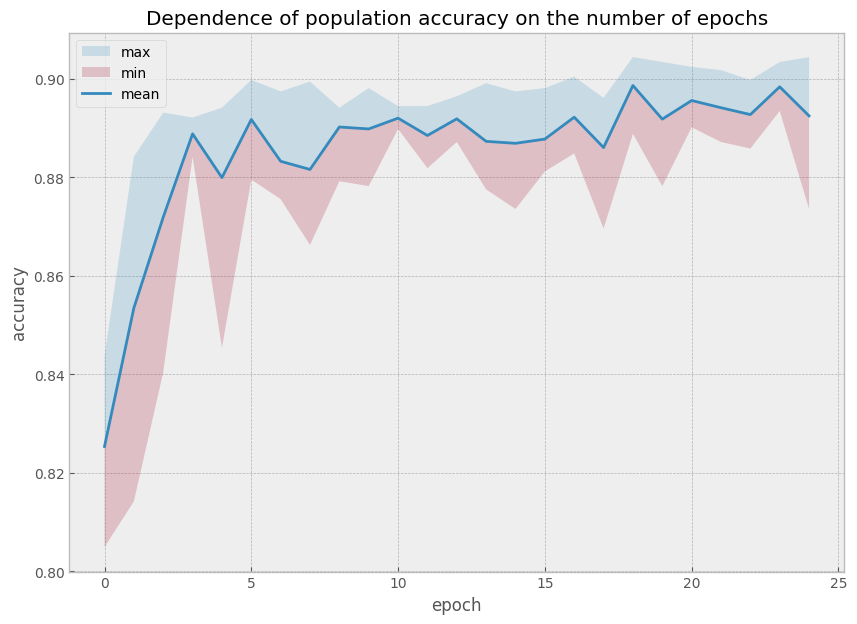 Dependence of population accuracy on the number of epochs
max
min
mean
accuracy
0.90
0.88
0.86
0.84
0.82
0.80
0 5 10 15 20 25
epoch